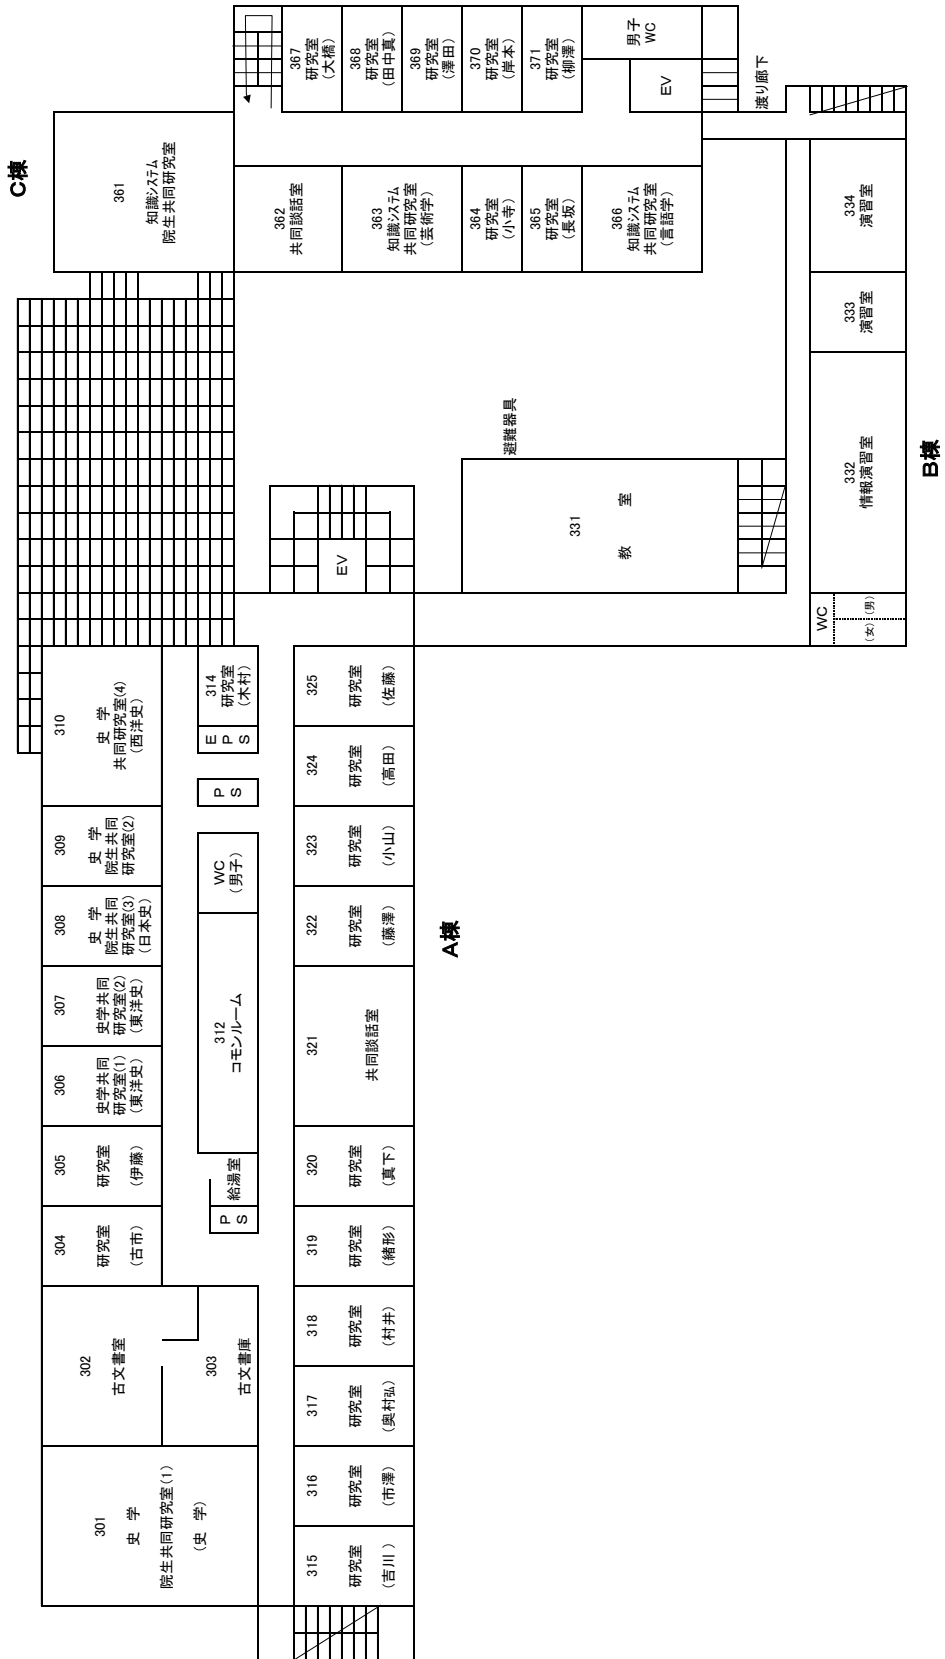 C棟
361
知識システム
院生共同研究室
362
共同談話室
363
知識システム
共同研究室
（芸術学）
364
研究室
（小寺）
365
研究室
（長坂）
366
知識システム
共同研究室
（言語学）
367
研究室
（大橋）
368
研究室
（田中真）
369
研究室
（澤田）
370
研究室
（岸本）
371
研究室
（柳澤）
男子
WC
EV
渡り廊下
334
演習室
333
演習室
332
情報演習室
WC
（女）
（男）
B棟
避難器具
331
教　室
EV
310
史 学
共同研究室(4)
（西洋史）
309
史 学
院生共同
研究室(2)
308
史 学
院生共同
研究室(3)
（日本史）
307
史学共同
研究室(2)
（東洋史）
306
史学共同
研究室(1)
（東洋史）
305
研究室
（伊藤）
304
研究室
（古市）
302
古文書室
303
古文書庫
301
史 学
院生共同研究室(1)
（史 学）
314
研究室
（木村）
EPS
PS
WC
（男子）
312
コモンルーム
給湯室
PS
325
研究室
（佐藤）
324
研究室
（高田）
323
研究室
（小山）
322
研究室
（藤澤）
321
共同談話室
320
研究室
（真下）
319
研究室
（緒形）
318
研究室
（村井）
317
研究室
（奥村弘）
316
研究室
（市澤）
315
研究室
（吉川 ）
A棟